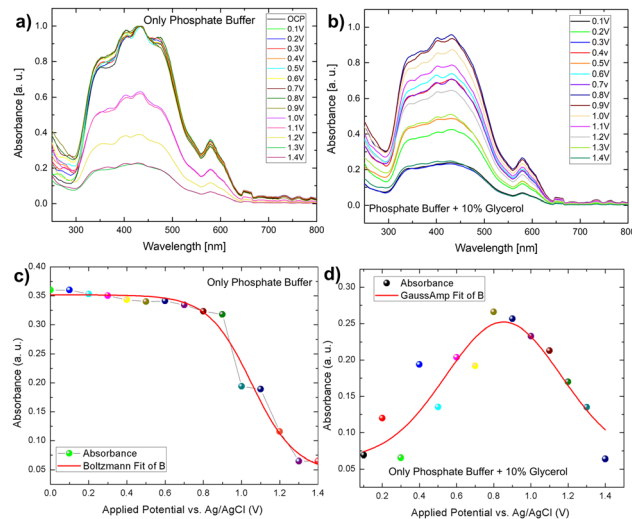 a)
Only Phosphate Buffer
OCP
0.1V
0.2V
0.3V
0.4V
0.5V
0.6V
0.7V
0.8V
0.9V
1.0V
1.1V
1.2V
1.3V
1.4V
1.0
0.8
0.6
0.4
0.2
0.0
300 400 500 600 700 800
Absorbance [a. u.]
Wavelength [nm]
b)
0.1V
0.2V
0.3V
0.4v
0.5V
0.6V
0.7v
0.8V
0.9V
1.0V
1.1V
1.2V
1.3V
1.4V
1.0
0.8
0.6
0.4
0.2
0.0
300 400 500 600 700 800
Phosphate Buffer + 10% Glycerol
Absorbance [a. u.]
Wavelength [nm]
c)
Only Phosphate Buffer
0.40
0.35
0.30
0.25
0.20
0.15
0.10
0.05
0.00
0.0 0.2 0.4 0.6 0.8 1.0 1.2 1.4
Absorbance
Boltzmann Fit of B
Absorbance (a. u.)
Applied Potential vs. Ag/AgCl (V)
d)
Absorbance
GaussAmp Fit of B
0.30
0.25
0.20
0.15
0.10
0.05
0.2 0.4 0.6 0.8 1.0 1.2 1.4
Only Phosphate Buffer + 10% Glycerol
Absorbance (a. u.)
Applied Potential vs. Ag/AgCl (V)